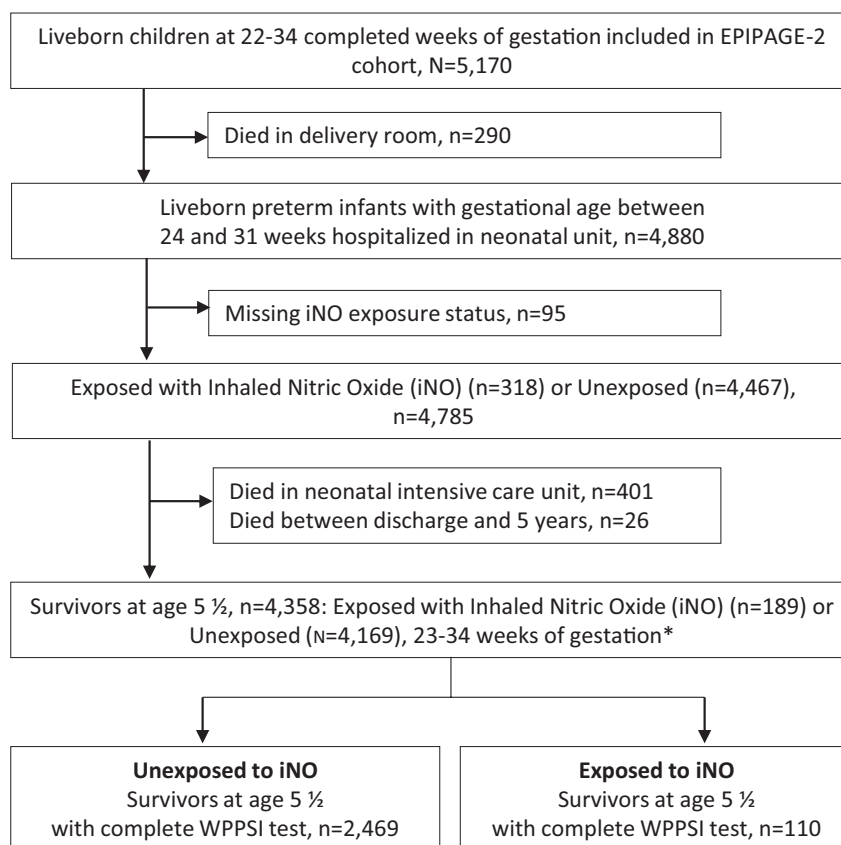 Liveborn children at 22-34 completed weeks of gestation included in EPIPAGE-2
cohort, N=5,170
Died in delivery room, n=290
Liveborn preterm infants with gestational age between
24 and 31 weeks hospitalized in neonatal unit, n=4,880
Missing iNO exposure status, n=95
Exposed with Inhaled Nitric Oxide (iNO) (n=318) or Unexposed (n=4,467),
n=4,785
Died in neonatal intensive care unit, n=401
Died between discharge and 5 years, n=26
Survivors at age 5 ½, n=4,358: Exposed with Inhaled Nitric Oxide (iNO) (n=189) or
Unexposed (N=4,169), 23-34 weeks of gestation*
Unexposed to iNO
Survivors at age 5 ½
with complete WPPSI test, n=2,469
Exposed to iNO
Survivors at age 5 ½
with complete WPPSI test, n=110